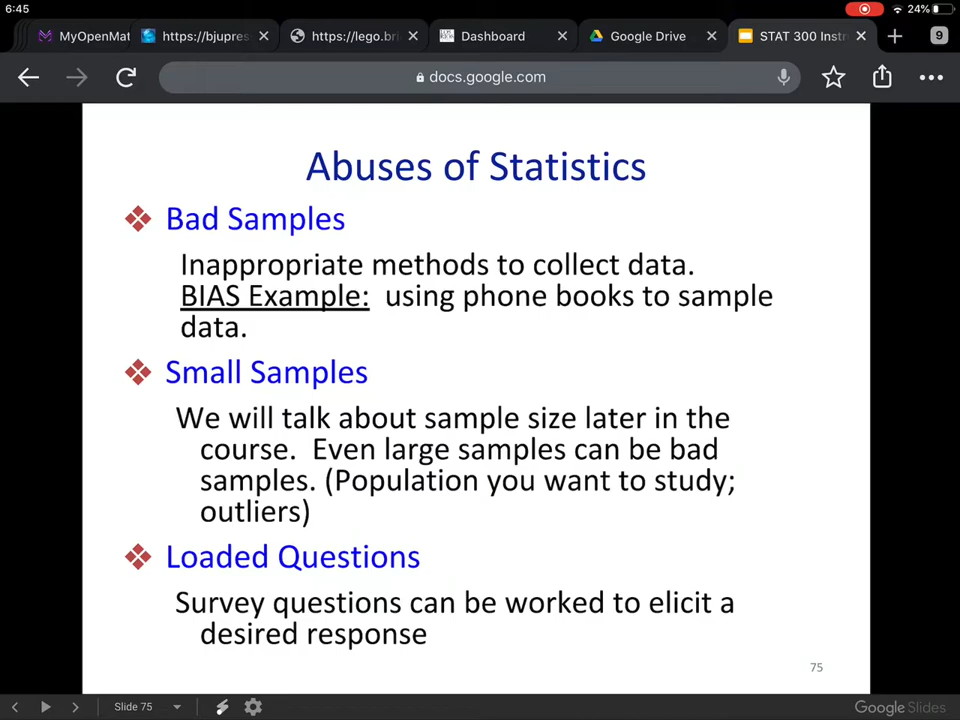 6:45
24%
MyOpenMat
https://bjupres
https://lego.bri
Dashboard
Google Drive
STAT 300 Instr
9
docs.google.com
Abuses of Statistics
Bad Samples
Inappropriate methods to collect data.
BIAS Example: using phone books to sample
data.
Small Samples
We will talk about sample size later in the
course. Even large samples can be bad
samples. (Population you want to study;
outliers)
Loaded Questions
Survey questions can be worked to elicit a
desired response
75
Slide 75
Google Slides